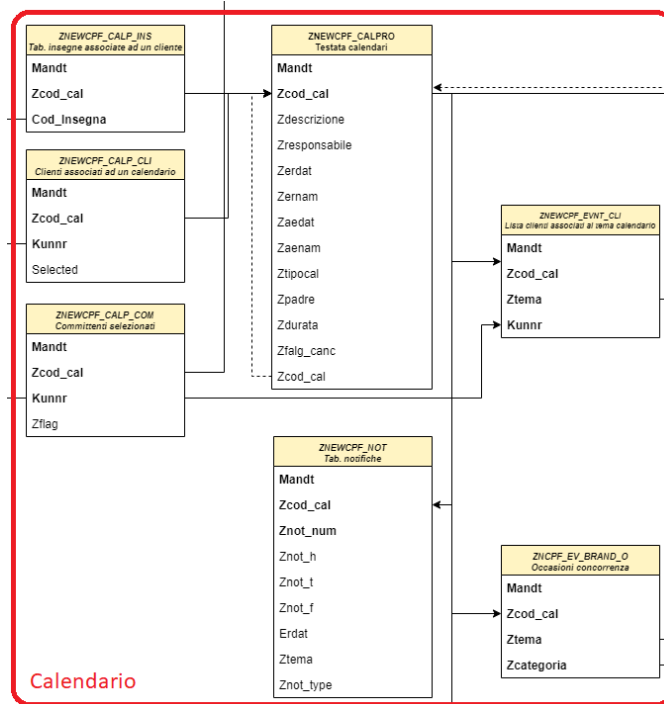 ZNEWCPF_CALP_INS
Tab. insegne associate ad un cliente
Mandt
Zcod_cal
Cod_Insegna
ZNEWCPF_CALP_CLI
Clienti associati ad un calendario
Mandt
Zcod_cal
Kunnr
Selected
ZNEWCPF_CALP_COM
Committenti selezionati
Mandt
Zcod_cal
Kunnr
Zflag
ZNEWCPF_CALPRO
Testata calendari
Mandt
Zcod_cal
Zdescrizione
Zresponsabile
Zerdat
Zernam
Zaedat
Zaenam
Ztipocal
Zpadre
Zdurata
Zfalg_canc
Zcod_cal
ZNEWCPF_NOT
Tab. notifiche
Mandt
Zcod_cal
Znot_num
Znot_h
Znot_t
Znot_f
Erdat
Ztema
Znot_type
ZNEWCPF_EVNT_CLI
Lista clienti associati al tema calendario
Mandt
Zcod_cal
Ztema
Kunnr
ZNCPF_EV_BRAND_O
Occasioni concorrenza
Mandt
Zcod_cal
Ztema
Zcategoria
Calendario